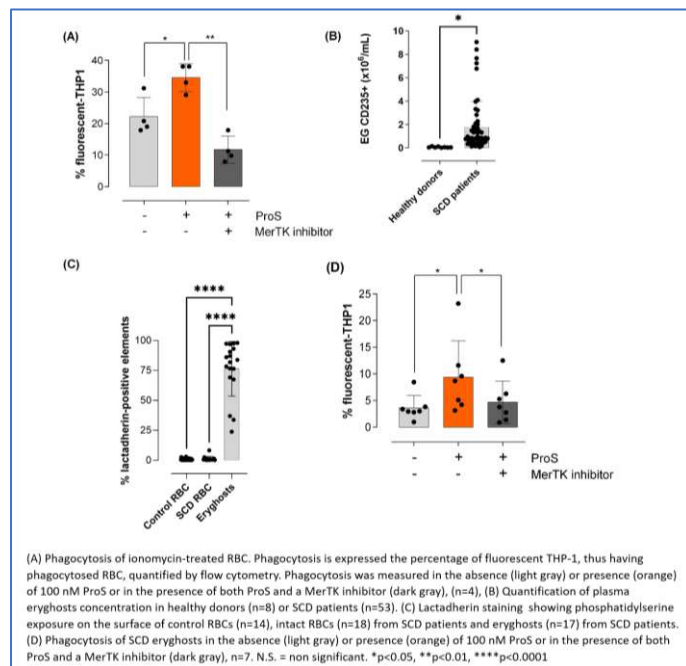 (A)
* **
% fluorescent-THP1
40
30
20
10
0
- + + ProS
- - + MerTK inhibitor
(B)
*
EG CD235+ (x10⁶/mL)
10
8
6
4
2
0
Healthy donors
SCD patients
(C)
****
****
% lactadherin-positive elements
100
75
50
25
0
Control RBC
SCD RBC
Eryghosts
(D)
* *
% fluorescent-THP1
25
20
15
10
5
0
- + + ProS
- - + MerTK inhibitor
(A) Phagocytosis of ionomycin-treated RBC. Phagocytosis is expressed the percentage of fluorescent THP-1, thus having
phagocytosed RBC, quantified by flow cytometry. Phagocytosis was measured in the absence (light gray) or presence (orange)
of 100 nM ProS or in the presence of both ProS and a MerTK inhibitor (dark gray), (n=4), (B) Quantification of plasma
eryghosts concentration in healthy donors (n=8) or SCD patients (n=53). (C) Lactadherin staining showing phosphatidylserine
exposure on the surface of control RBCs (n=14), intact RBCs (n=18) from SCD patients and eryghosts (n=17) from SCD patients.
(D) Phagocytosis of SCD eryghosts in the absence (light gray) or presence (orange) of 100 nM ProS or in the presence of both
ProS and a MerTK inhibitor (dark gray), n=7. N.S. = non significant. *p<0.05, **p<0.01, ****p<0.0001